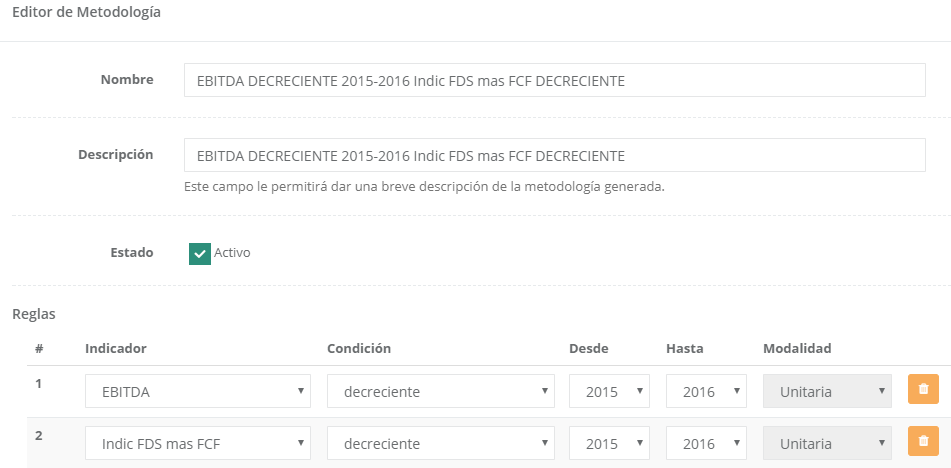 Editor de Metodología
Nombre EBITDA DECRECIENTE 2015-2016 Indic FDS mas FCF DECRECIENTE
Descripción EBITDA DECRECIENTE 2015-2016 Indic FDS mas FCF DECRECIENTE
Este campo le permitirá dar una breve descripción de la metodología generada.
Estado Activo
Reglas
# Indicador Condición Desde Hasta Modalidad
1 EBITDA decreciente 2015 2016 Unitaria
2 Indic FDS mas FCF decreciente 2015 2016 Unitaria